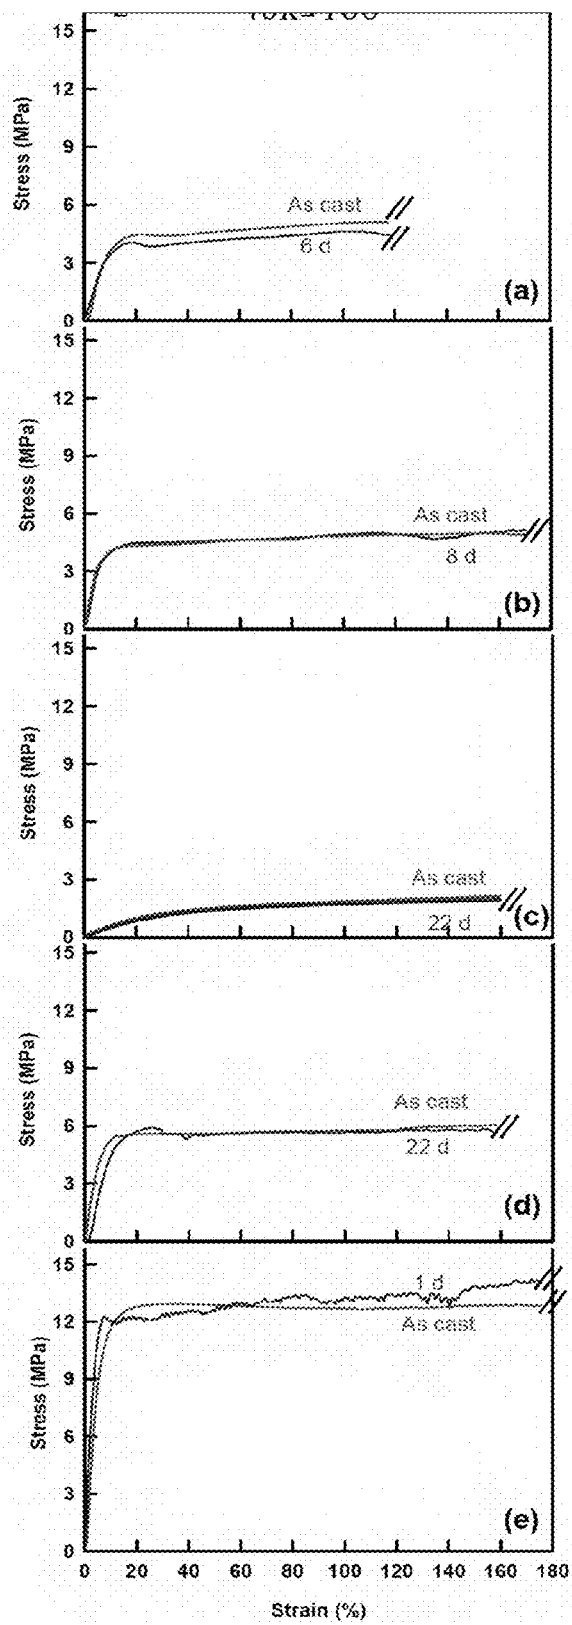 15
12
9
6
3
0
Stress (MPa)
As cast
6 d
(a)
15
12
9
6
3
0
Stress (MPa)
As cast
8 d
(b)
15
12
9
6
3
0
Stress (MPa)
As cast
22 d
(c)
15
12
9
6
3
0
Stress (MPa)
As cast
22 d
(d)
15
12
9
6
3
0
Stress (MPa)
1 d
As cast
(e)
0 20 40 60 80 100 120 140 160 180
Strain (%)